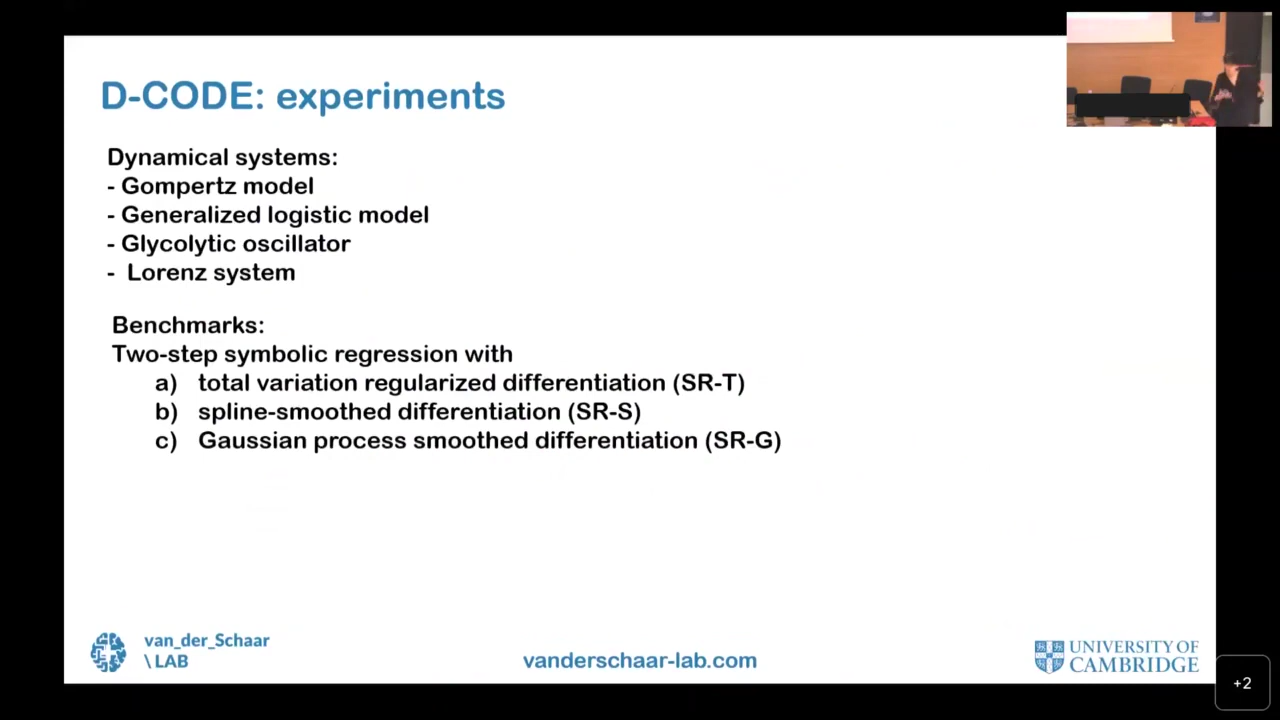 D-CODE: experiments
Dynamical systems:
- Gompertz model
- Generalized logistic model
- Glycolytic oscillator
- Lorenz system
Benchmarks:
Two-step symbolic regression with
a) total variation regularized differentiation (SR-T)
b) spline-smoothed differentiation (SR-S)
c) Gaussian process smoothed differentiation (SR-G)
van_der_Schaar
\ LAB
vanderschaar-lab.com
UNIVERSITY OF
CAMBRIDGE
+2